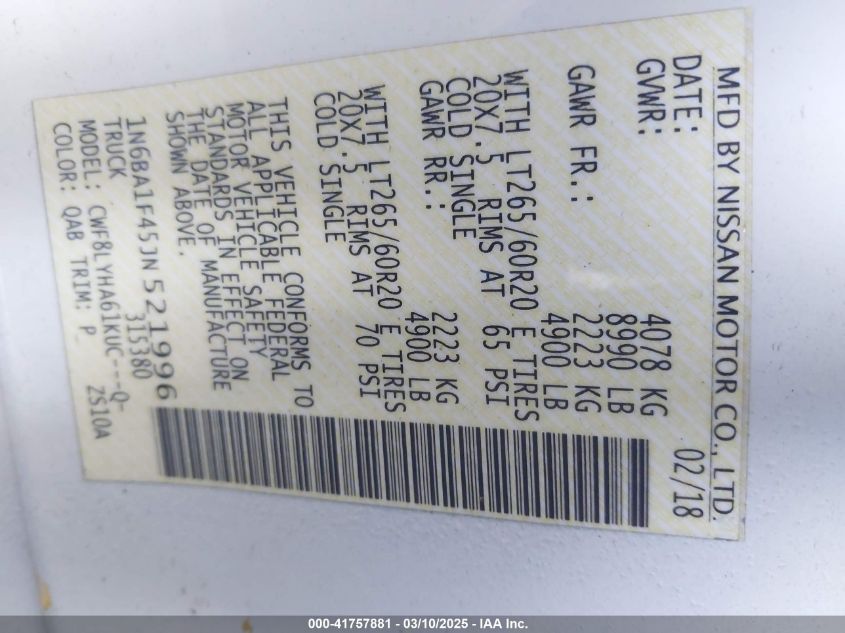 MFD BY NISSAN MOTOR CO., LTD.
DATE: 02/18
GVWR: 4078 KG
8990 LB
GAWR FR.: 2223 KG
4900 LB
WITH LT265/60R20 E TIRES
20X7.5 RIMS AT 65 PSI
COLD SINGLE
GAWR RR.: 2223 KG
4900 LB
WITH LT265/60R20 E TIRES
20X7.5 RIMS AT 70 PSI
COLD SINGLE
THIS VEHICLE CONFORMS TO
ALL APPLICABLE FEDERAL
MOTOR VEHICLE SAFETY
STANDARDS IN EFFECT ON
THE DATE OF MANUFACTURE
SHOWN ABOVE.
1N6BA1F45JN521996
TRUCK 315380
MODEL: CWF8LYHA61KUC---Q-
COLOR: QAB TRIM: P ZS10A
000-41757881 - 03/10/2025 - IAA Inc.